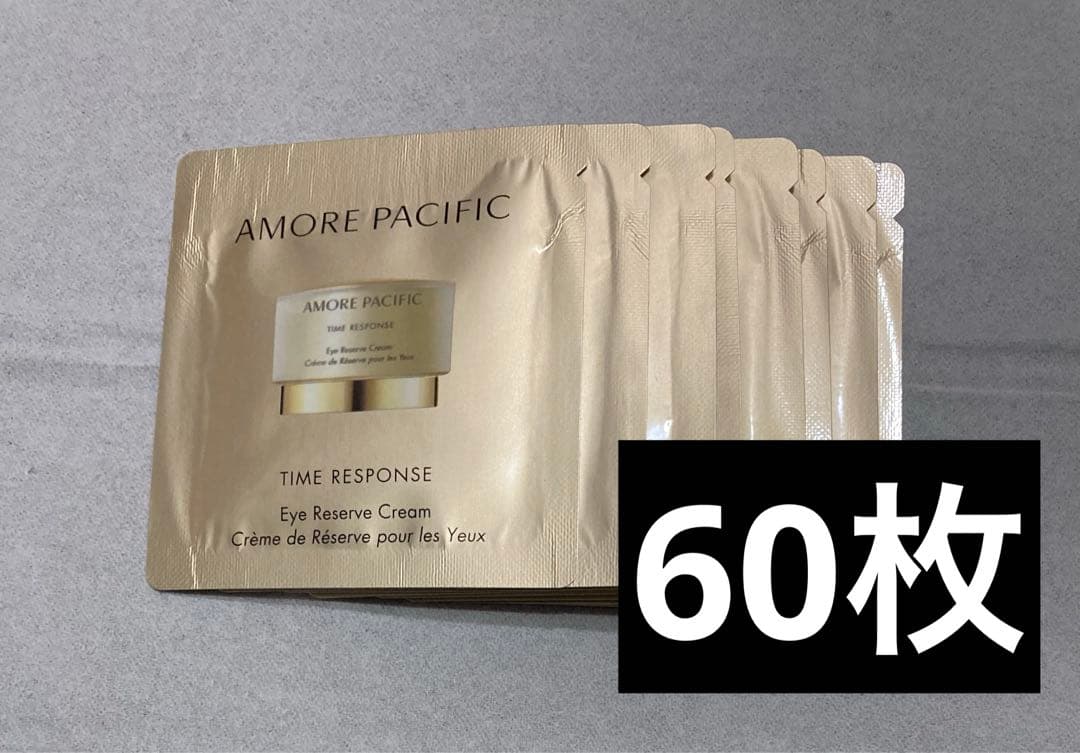 AMORE PACIFIC
AMORE PACIFIC
TIME RESPONSE
Eye Reserve Cream
Crème de Réserve pour les Yeux
TIME RESPONSE
Eye Reserve Cream
Crème de Réserve pour les Yeux
60枚